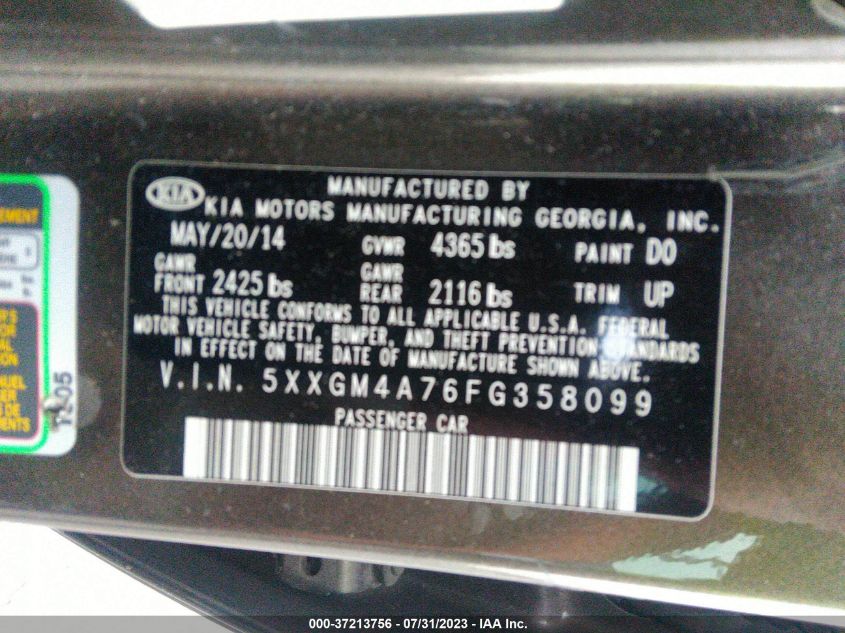 KIA
MANUFACTURED BY
KIA MOTORS MANUFACTURING GEORGIA, INC.
MAY/20/14 GVWR 4365 lbs PAINT D0
GAWR FRONT 2425 lbs GAWR REAR 2116 lbs TRIM UP
THIS VEHICLE CONFORMS TO ALL APPLICABLE U.S.A. FEDERAL
MOTOR VEHICLE SAFETY, BUMPER, AND THEFT PREVENTION STANDARDS
IN EFFECT ON THE DATE OF MANUFACTURE SHOWN ABOVE.
V.I.N. 5XXGM4A76FG358099
PASSENGER CAR
000-37213756 - 07/31/2023 - IAA Inc.